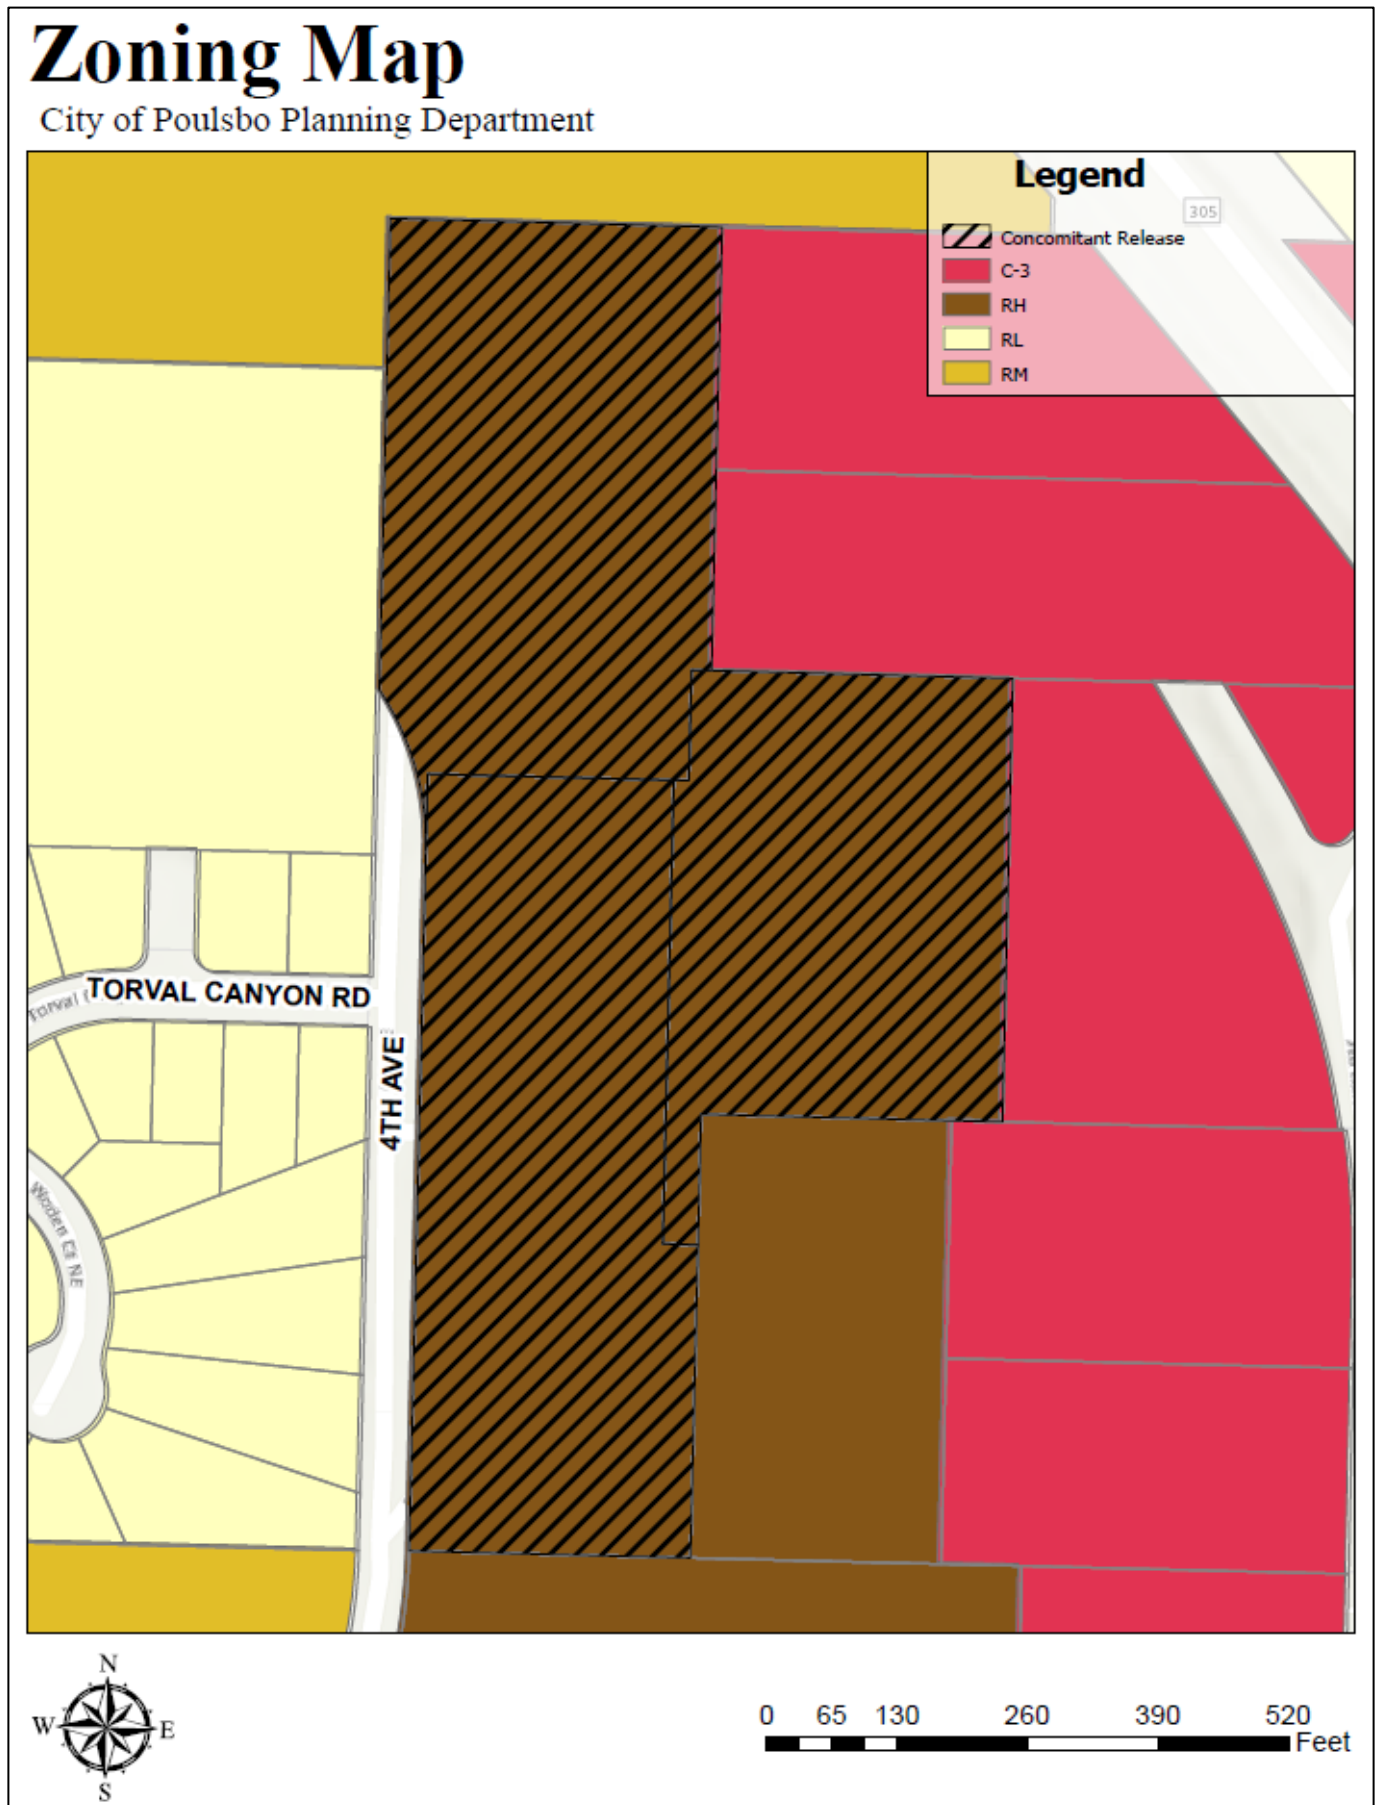 Zoning Map
City of Poulsbo Planning Department
Legend
305
Concomitant Release
C-3
RH
RL
RM
TORVAL CANYON RD
Torval
4TH AVE
Woden Ct NE
N
W E
S
0 65 130 260 390 520
Feet